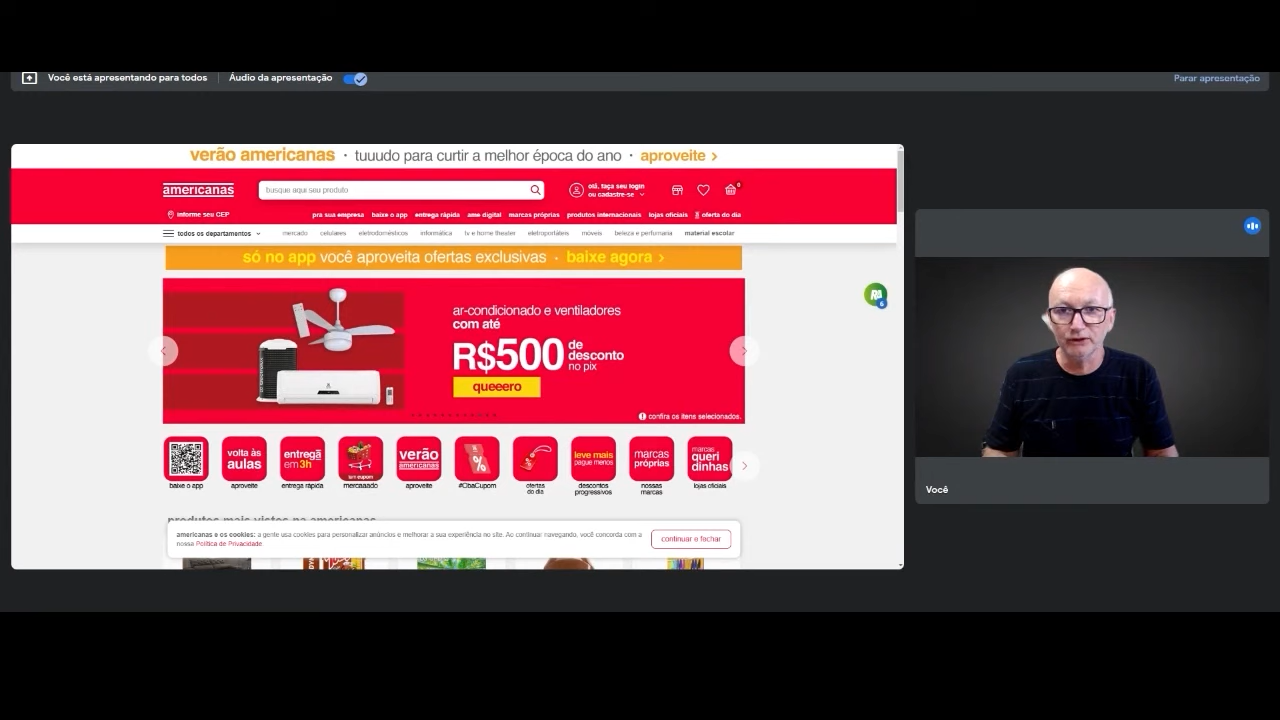 Você está apresentando para todos
Áudio da apresentação
Parar apresentação
verão americanas · tuuudo para curtir a melhor época do ano · aproveite >
americanas
busque aqui seu produto
olá, faça seu login
ou cadastre-se
0
informe seu CEP
pra sua empresa baixe o app entrega rápida ame digital marcas próprias produtos internacionais lojas oficiais oferta do dia
todos os departamentos
mercado celulares eletrodomésticos informática tv e home theater eletroportáteis móveis beleza e perfumaria material escolar
só no app você aproveita ofertas exclusivas · baixe agora >
RA
6
ar-condicionado e ventiladores
com até
R$500 de desconto no pix
queeero
confira os itens selecionados.
volta às aulas
entrega em 3h
tem cupom
verão americanas
%
leve mais pague menos
marcas próprias
marcas queri dinhas
baixe o app
aproveite
entrega rápida
mercaaado
aproveite
#CbaCupom
ofertas do dia
descontos progressivos
nossas marcas
lojas oficiais
produtos mais vistos na americanas
americanas e os cookies: a gente usa cookies para personalizar anúncios e melhorar a sua experiência no site. Ao continuar navegando, você concorda com a
nossa Política de Privacidade
continuar e fechar
Você